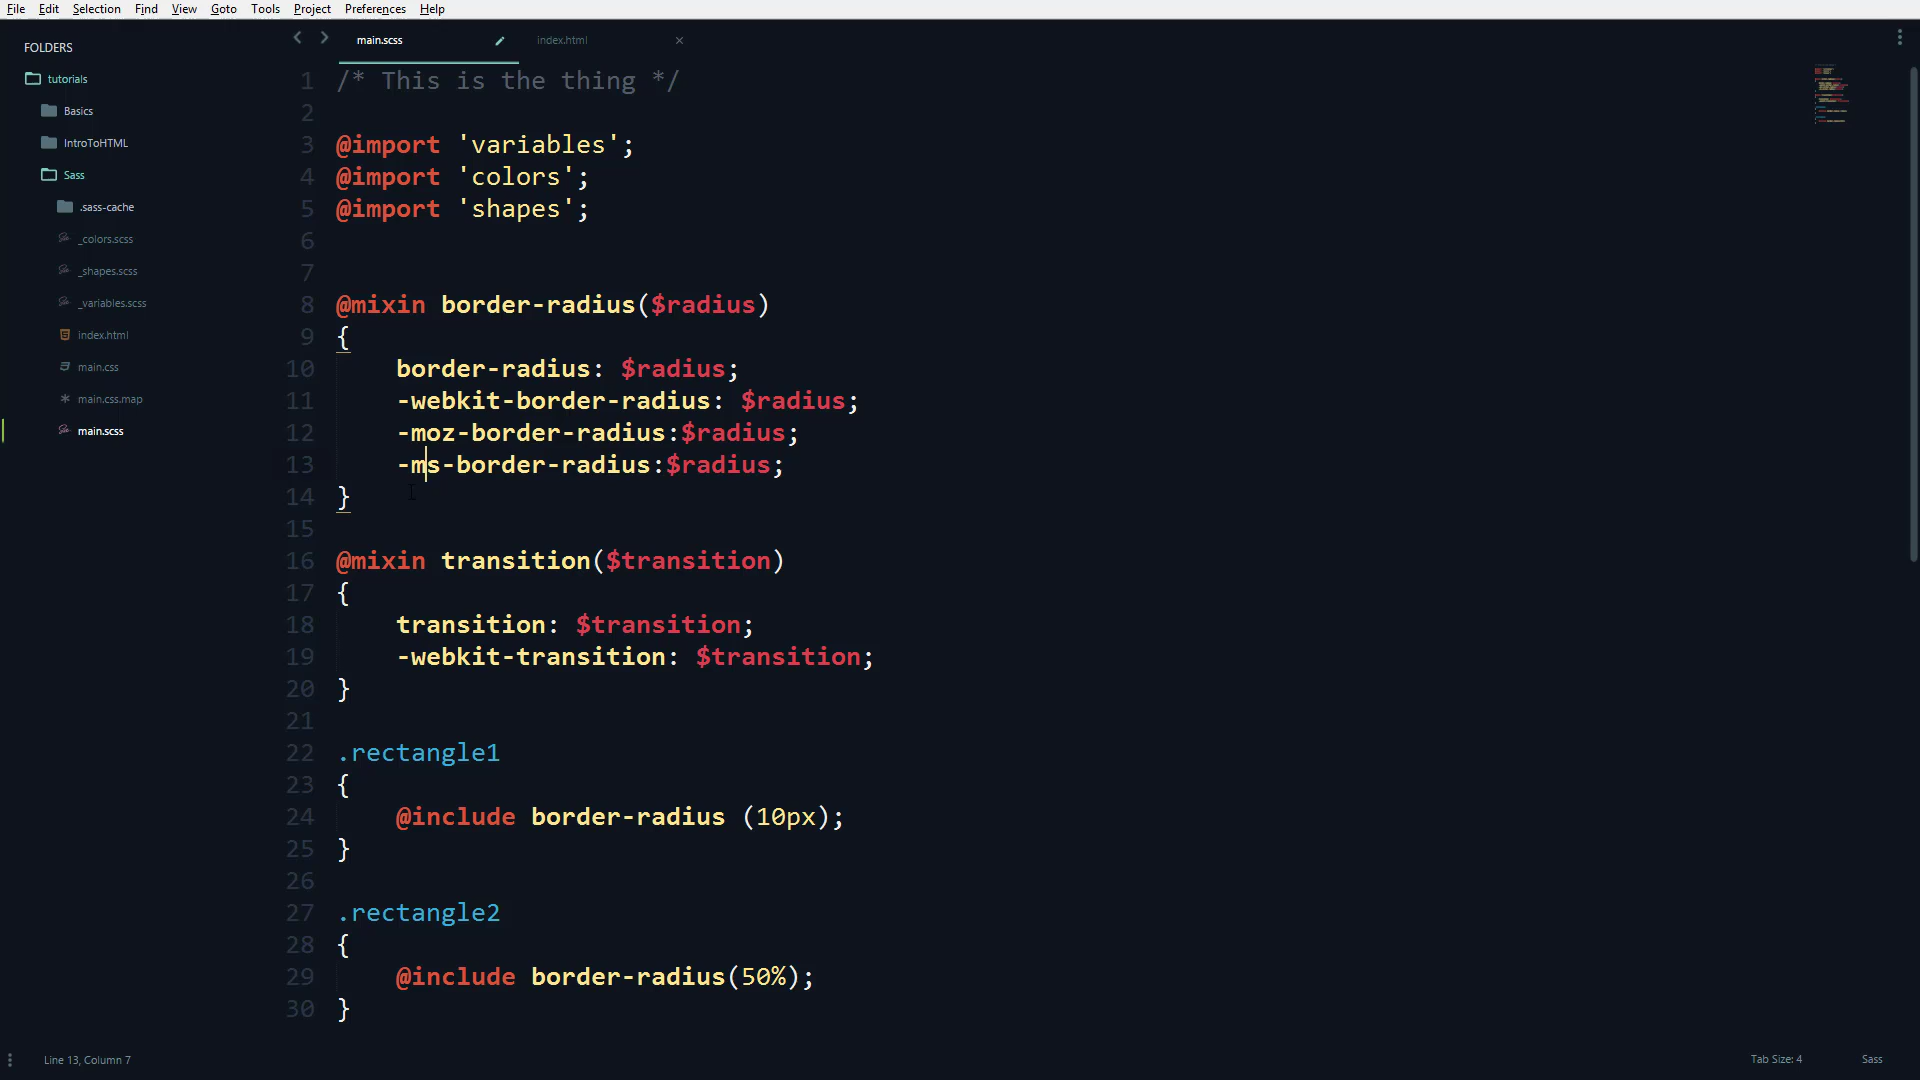 File Edit Selection Find View Goto Tools Project Preferences Help
FOLDERS
tutorials
Basics
IntroToHTML
Sass
.sass-cache
_colors.scss
_shapes.scss
_variables.scss
index.html
main.css
main.css.map
main.scss
main.scss index.html
1 /* This is the thing */
2
3 @import 'variables';
4 @import 'colors';
5 @import 'shapes';
6
7
8 @mixin border-radius($radius)
9 {
10 border-radius: $radius;
11 -webkit-border-radius: $radius;
12 -moz-border-radius:$radius;
13 -ms-border-radius:$radius;
14 }
15
16 @mixin transition($transition)
17 {
18 transition: $transition;
19 -webkit-transition: $transition;
20 }
21
22 .rectangle1
23 {
24 @include border-radius (10px);
25 }
26
27 .rectangle2
28 {
29 @include border-radius(50%);
30 }
Line 13, Column 7 Tab Size: 4 Sass